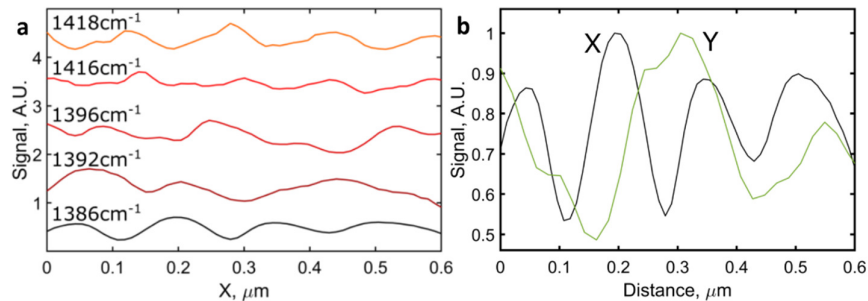 a
1418cm-1
1416cm-1
1396cm-1
1392cm-1
1386cm-1
4
3
2
1
Signal, A.U.
0 0.1 0.2 0.3 0.4 0.5 0.6
X, μm
b
X
Y
1
0.9
0.8
0.7
0.6
0.5
Signal, A.U.
0 0.1 0.2 0.3 0.4 0.5 0.6
Distance, μm